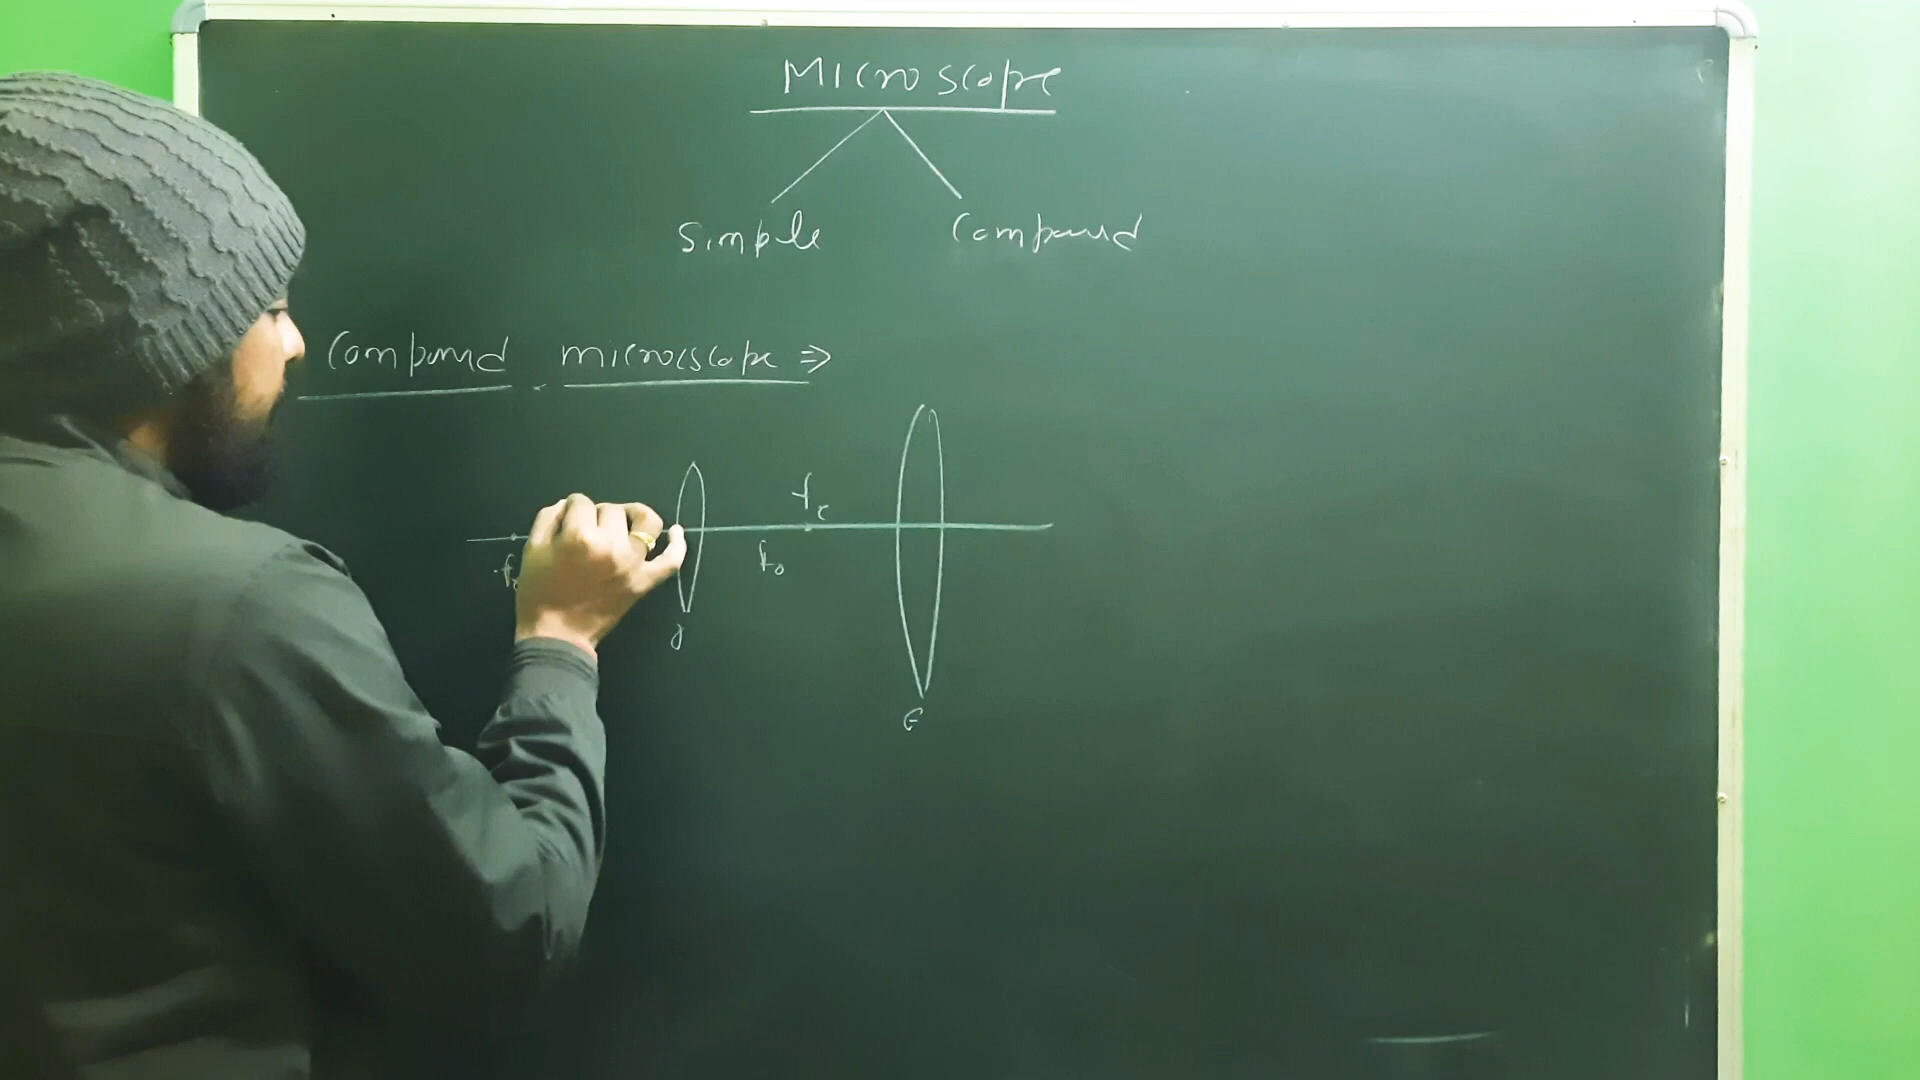 Microscope
Simple Compound
Compound microscope ⇒
fe
fo
O
E